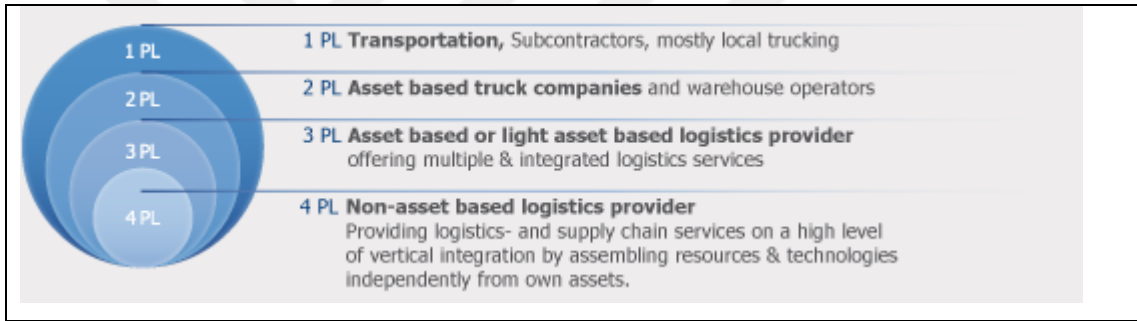 1 PL
2 PL
3 PL
4 PL
1 PL Transportation, Subcontractors, mostly local trucking
2 PL Asset based truck companies and warehouse operators
3 PL Asset based or light asset based logistics provider
offering multiple & integrated logistics services
4 PL Non-asset based logistics provider
Providing logistics- and supply chain services on a high level
of vertical integration by assembling resources & technologies
independently from own assets.